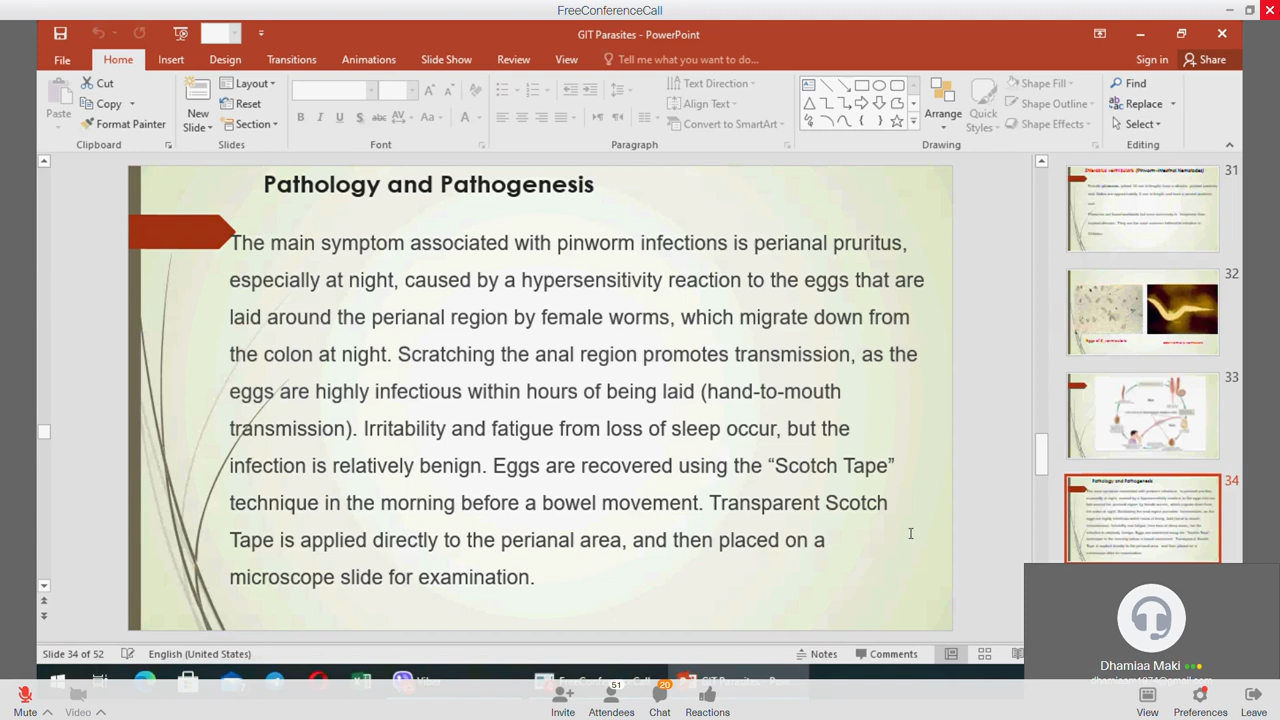 FreeConferenceCall
GIT Parasites - PowerPoint
File Home Insert Design Transitions Animations Slide Show Review View Tell me what you want to do... Sign in Share
Paste
Cut
Copy
Format Painter
Clipboard
New Slide
Layout
Reset
Section
Slides
Font
Text Direction
Align Text
Convert to SmartArt
Paragraph
Arrange
Quick Styles
Shape Fill
Shape Outline
Shape Effects
Drawing
Find
Replace
Select
Editing
Pathology and Pathogenesis
The main symptom associated with pinworm infections is perianal pruritus,
especially at night, caused by a hypersensitivity reaction to the eggs that are
laid around the perianal region by female worms, which migrate down from
the colon at night. Scratching the anal region promotes transmission, as the
eggs are highly infectious within hours of being laid (hand-to-mouth
transmission). Irritability and fatigue from loss of sleep occur, but the
infection is relatively benign. Eggs are recovered using the “Scotch Tape”
technique in the morning before a bowel movement. Transparent Scotch
Tape is applied directly to the perianal area, and then placed on a
microscope slide for examination.
31
32
33
34
Pathology and Pathogenesis
Slide 34 of 52 English (United States) Notes Comments
Dhamiaa Maki
Viber
GIT Parasites - P...
Mute Video Invite 51 Attendees 20 Chat Reactions View Preferences Leave